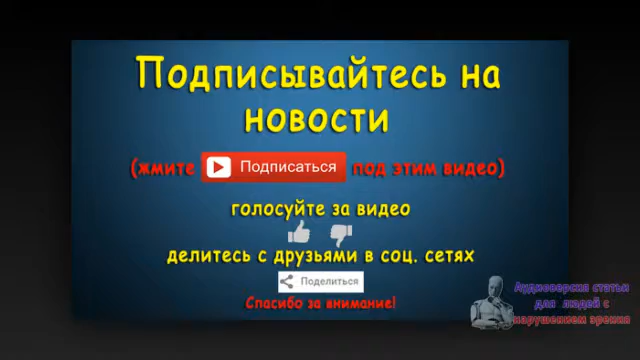 Подписывайтесь на
новости
(жмите Подписаться под этим видео)
голосуйте за видео
делитесь с друзьями в соц. сетях
Поделиться
Спасибо за внимание!
Аудиоверсия статьи
для людей с
нарушением зрения